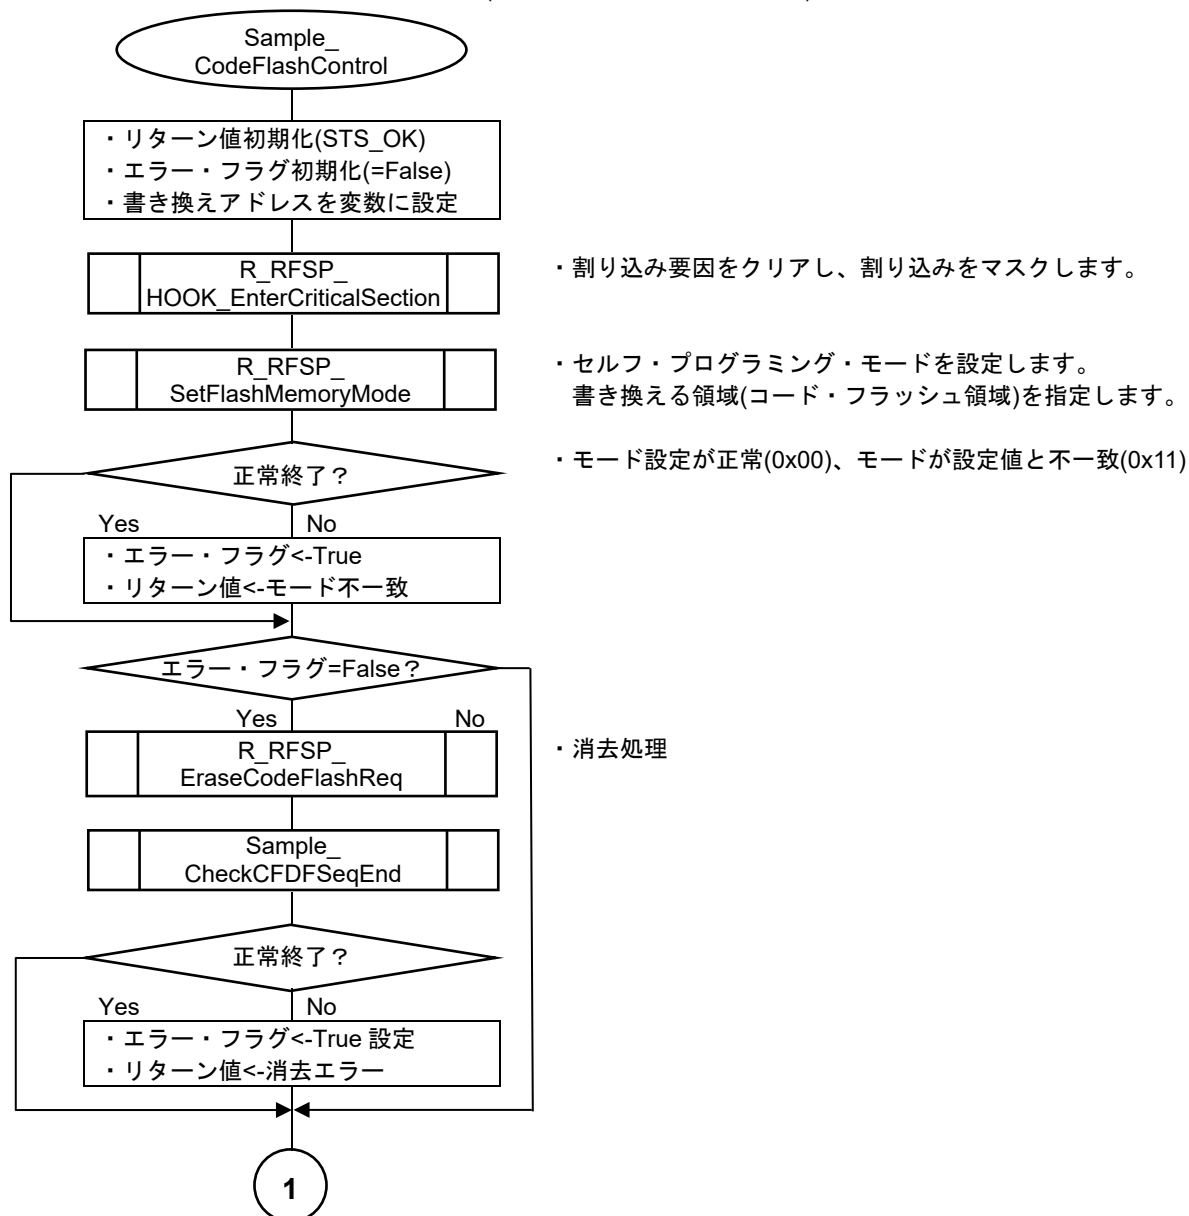 Sample_
CodeFlashControl
・リターン値初期化(STS_OK)
・エラー・フラグ初期化(=False)
・書き換えアドレスを変数に設定
R_RFSP_
HOOK_EnterCriticalSection
・割り込み要因をクリアし、割り込みをマスクします。
R_RFSP_
SetFlashMemoryMode
・セルフ・プログラミング・モードを設定します。
書き換える領域(コード・フラッシュ領域)を指定します。
正常終了？
・モード設定が正常(0x00)、モードが設定値と不一致(0x11)
Yes No
・エラー・フラグ<-True
・リターン値<-モード不一致
エラー・フラグ=False？
Yes No
R_RFSP_
EraseCodeFlashReq
・消去処理
Sample_
CheckCFDFSeqEnd
正常終了？
Yes No
・エラー・フラグ<-True 設定
・リターン値<-消去エラー
1